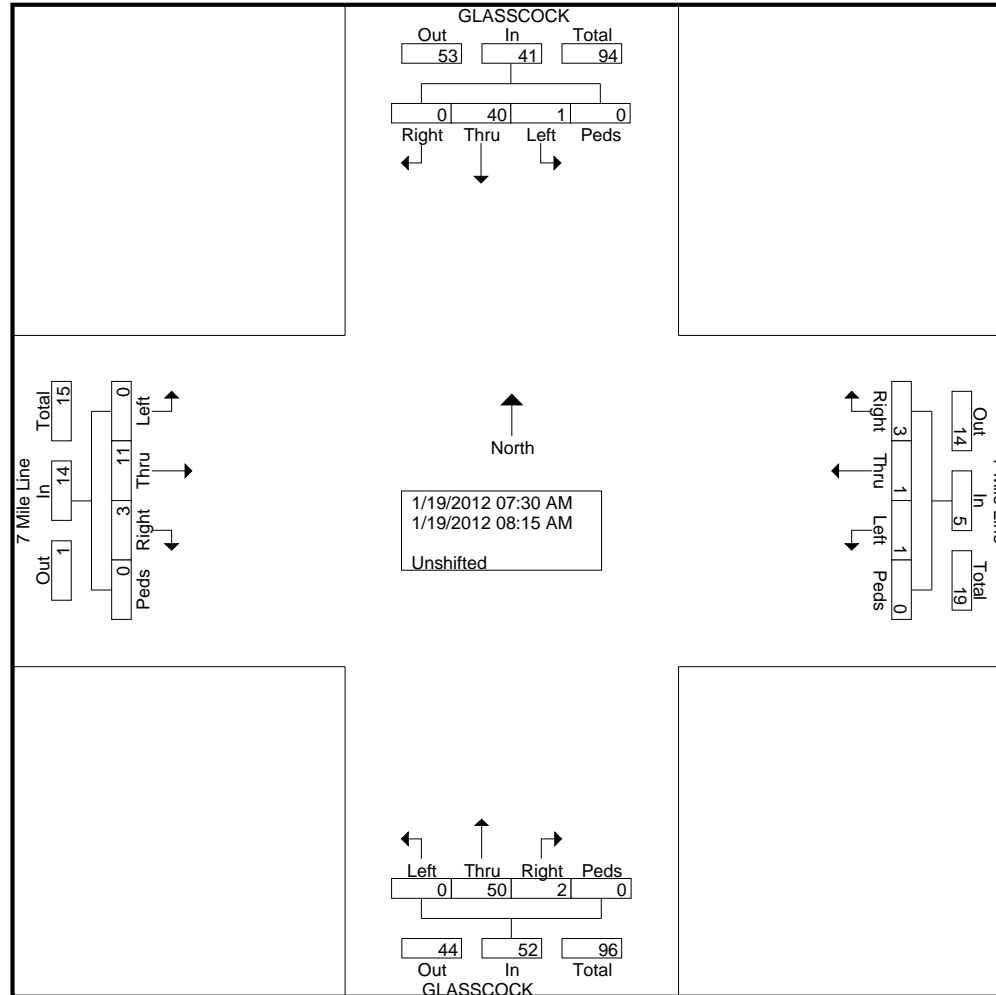 GLASSCOCK
Out In Total
53 41 94
0 40 1 0
Right Thru Left Peds
7 Mile Line
Total In Out
15 14 1
0 11 3 0
Left Thru Right Peds
North
1/19/2012 07:30 AM
1/19/2012 08:15 AM
Unshifted
Right Thru Left Peds
3 1 1 0
Out In Total
14 5 19
Mile Line
Left Thru Right Peds
0 50 2 0
44 52 96
Out In Total
GLASSCOCK